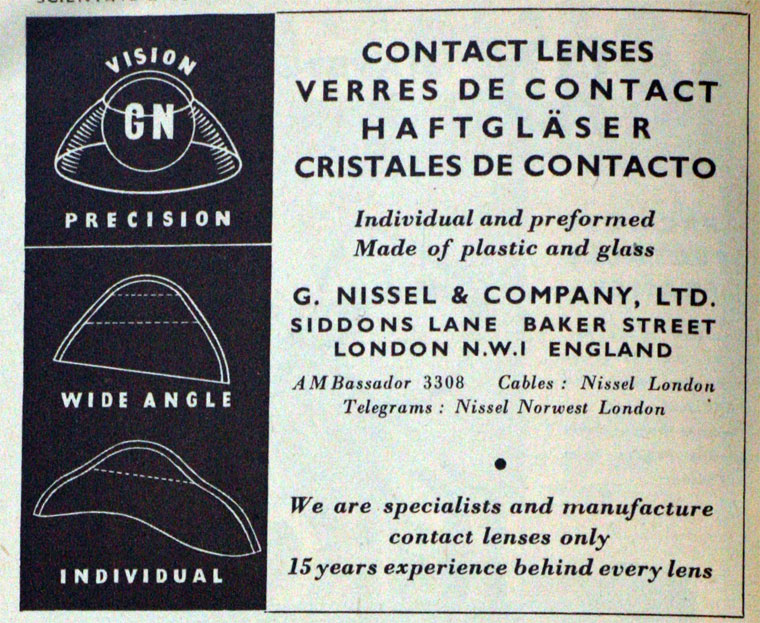 VISION
GN
PRECISION
WIDE ANGLE
INDIVIDUAL
CONTACT LENSES
VERRES DE CONTACT
HAFTGLÄSER
CRISTALES DE CONTACTO
Individual and preformed
Made of plastic and glass
G. NISSEL & COMPANY, LTD.
SIDDONS LANE BAKER STREET
LONDON N.W.1 ENGLAND
AMBassador 3308 Cables : Nissel London
Telegrams : Nissel Norwest London
We are specialists and manufacture
contact lenses only
15 years experience behind every lens